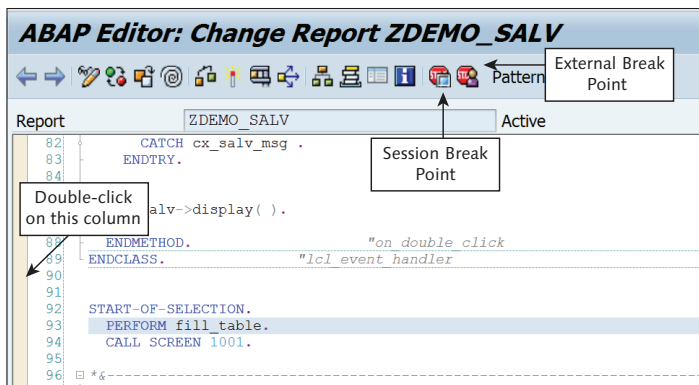 ABAP Editor: Change Report ZDEMO_SALV
Pattern
External Break
Point
Report ZDEMO_SALV Active
Session Break
Point
Double-click
on this column
82 CATCH cx_salv_msg .
83 ENDTRY.
84
alv->display( ).
88 ENDMETHOD. "on_double_click
89 ENDCLASS. "lcl_event_handler
90
91
92 START-OF-SELECTION.
93 PERFORM fill_table.
94 CALL SCREEN 1001.
95
96 *&---------------------------------------------------------------------